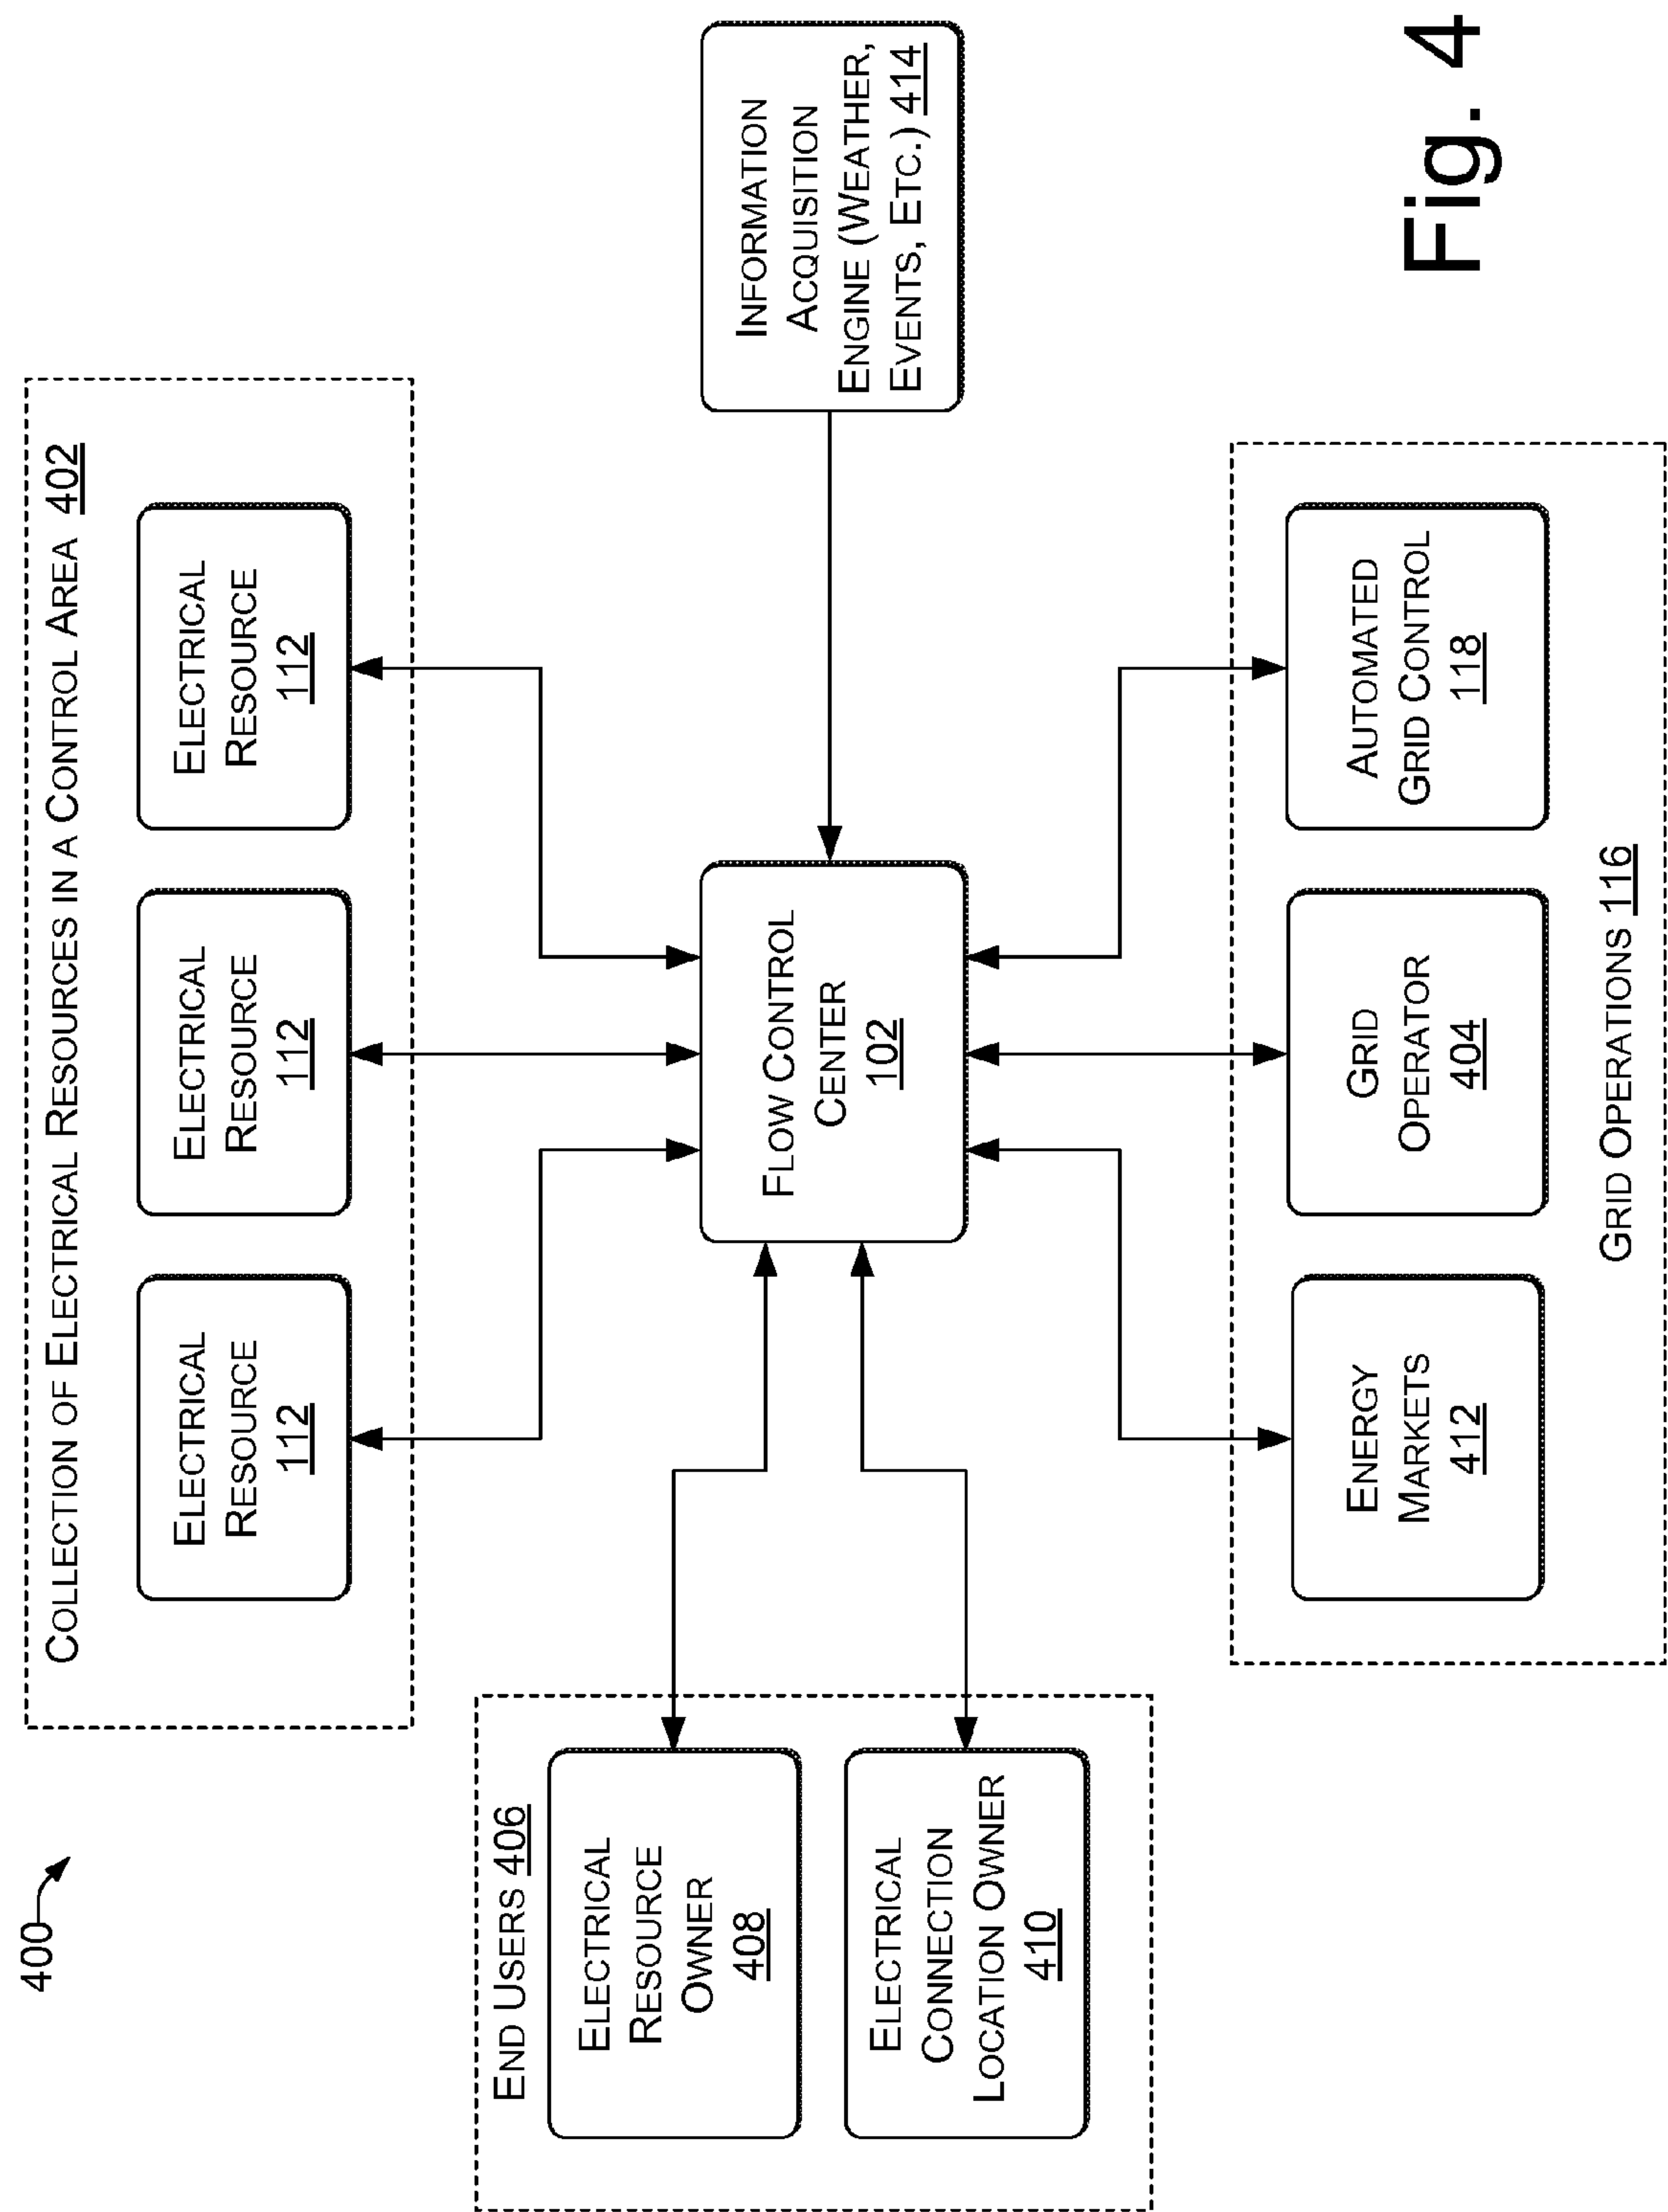 400
COLLECTION OF ELECTRICAL RESOURCES IN A CONTROL AREA 402
ELECTRICAL
RESOURCE
112
ELECTRICAL
RESOURCE
112
ELECTRICAL
RESOURCE
112
END USERS 406
ELECTRICAL
RESOURCE
OWNER
408
ELECTRICAL
CONNECTION
LOCATION OWNER
410
FLOW CONTROL
CENTER
102
INFORMATION
ACQUISITION
ENGINE (WEATHER,
EVENTS, ETC.) 414
ENERGY
MARKETS
412
GRID
OPERATOR
404
AUTOMATED
GRID CONTROL
118
GRID OPERATIONS 116
Fig. 4